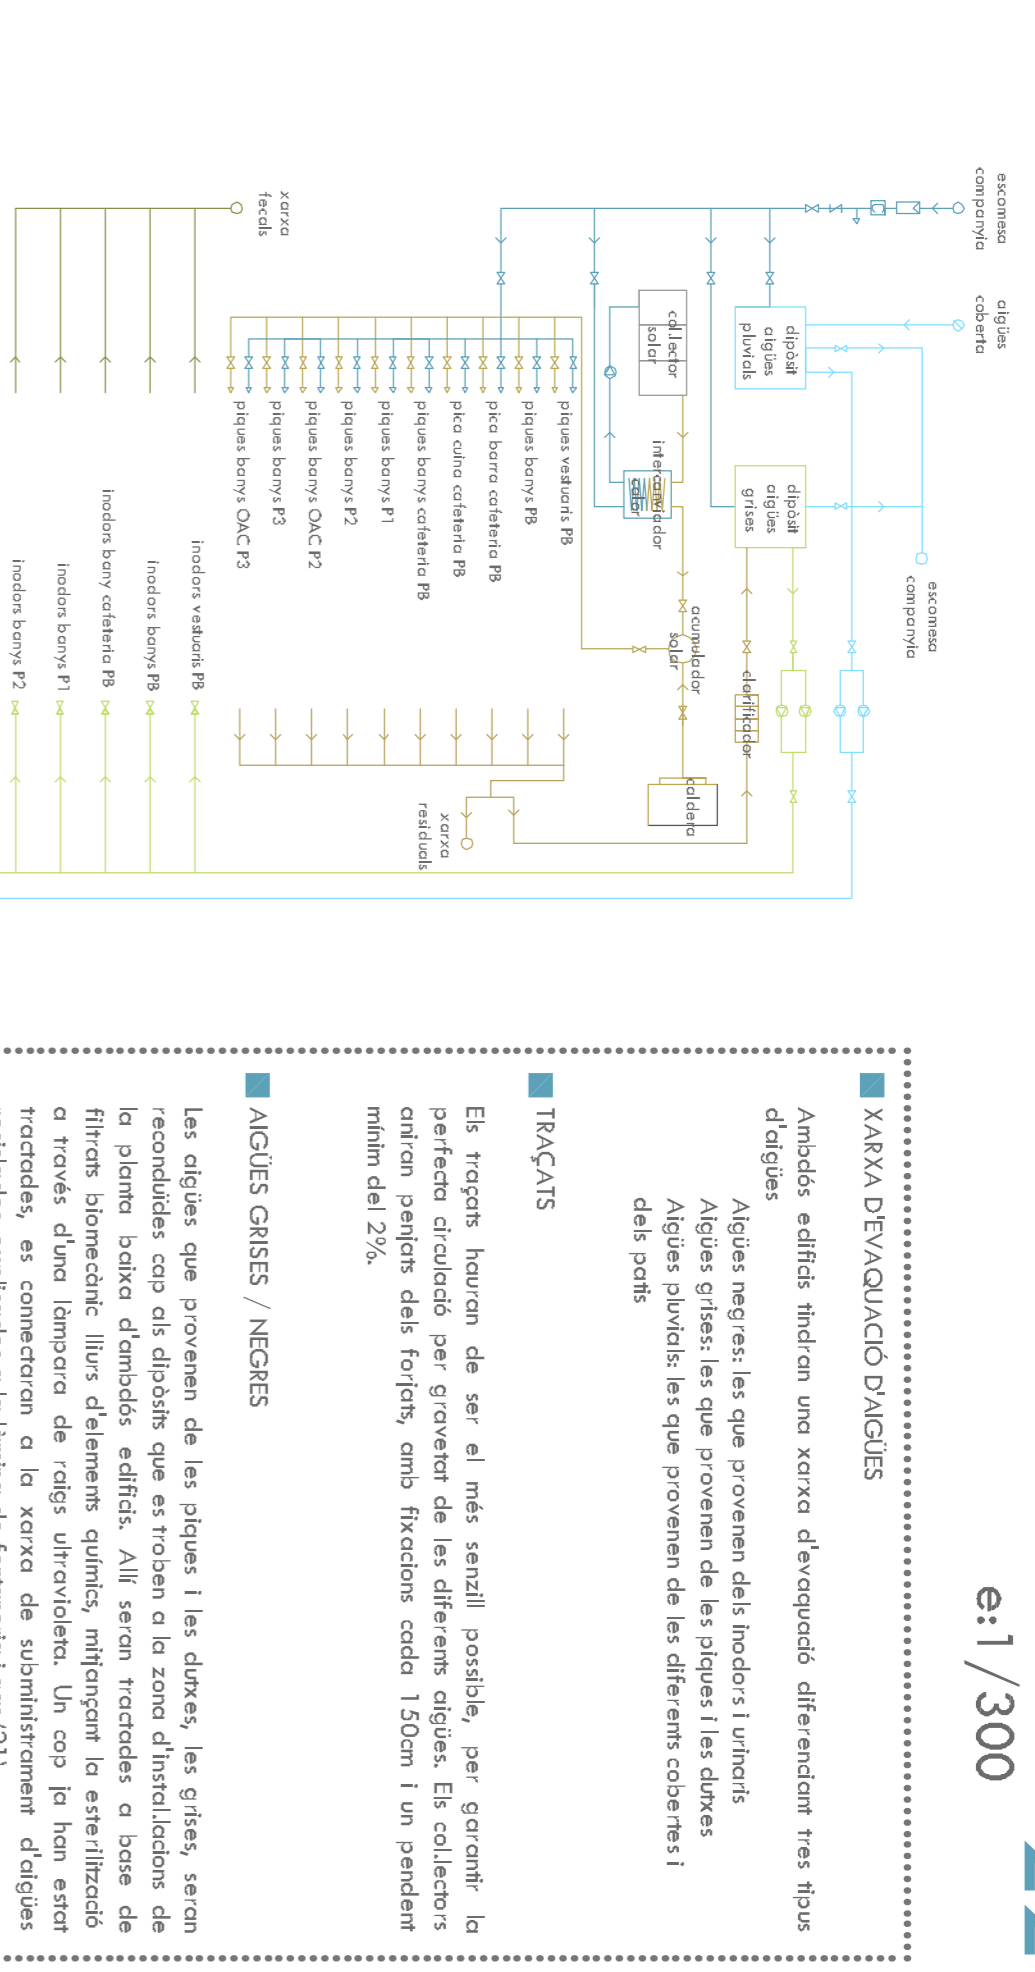 escomesa
companyia
aigües
coberta
dipòsit
aigües
pluvials
dipòsit
aigües
grises
escomesa
companyia
col.lector
solar
intercanviador
calor
acumulador
solar
clarificador
caldera
piques vestuaris PB
piques banys PB
pica barra cafeteria PB
pica cuina cafeteria PB
piques banys cafeteria PB
piques banys P1
piques banys P2
piques banys OAC P2
piques banys P3
piques banys OAC P3
xarxa
fecals
xarxa
residuals
inodors vestuaris PB
inodors banys PB
inodors bany cafeteria PB
inodors banys P1
inodors banys P2
e:1/300
XARXA D'EVAQUACIÓ D'AIGÜES
Ambdós edificis tindran una xarxa d'evaquació diferenciant tres tipus
d'aigües
Aigües negres: les que provenen dels inodors i urinaris
Aigües grises: les que provenen de les piques i les dutxes
Aigües pluvials: les que provenen de les diferents cobertes i
dels patis
TRAÇATS
Els traçats hauran de ser el més senzill possible, per garantir la
perfecta circulació per gravetat de les diferents aigües. Els col.lectors
aniran penjats dels forjats, amb fixacions cada 150cm i un pendent
mínim del 2%.
AIGÜES GRISES / NEGRES
Les aigües que provenen de les piques i les dutxes, les grises, seran
reconduïdes cap als dipòsits que es troben a la zona d'instal.lacions de
la planta baixa d'ambdós edificis. Allí seran tractades a base de
filtrats biomecànic lliurs d'elements químics, mitjançant la esterilització
a través d'una làmpara de raigs ultravioleta. Un cop ja han estat
tractades, es connectaran a la xarxa de subministrament d'aigües